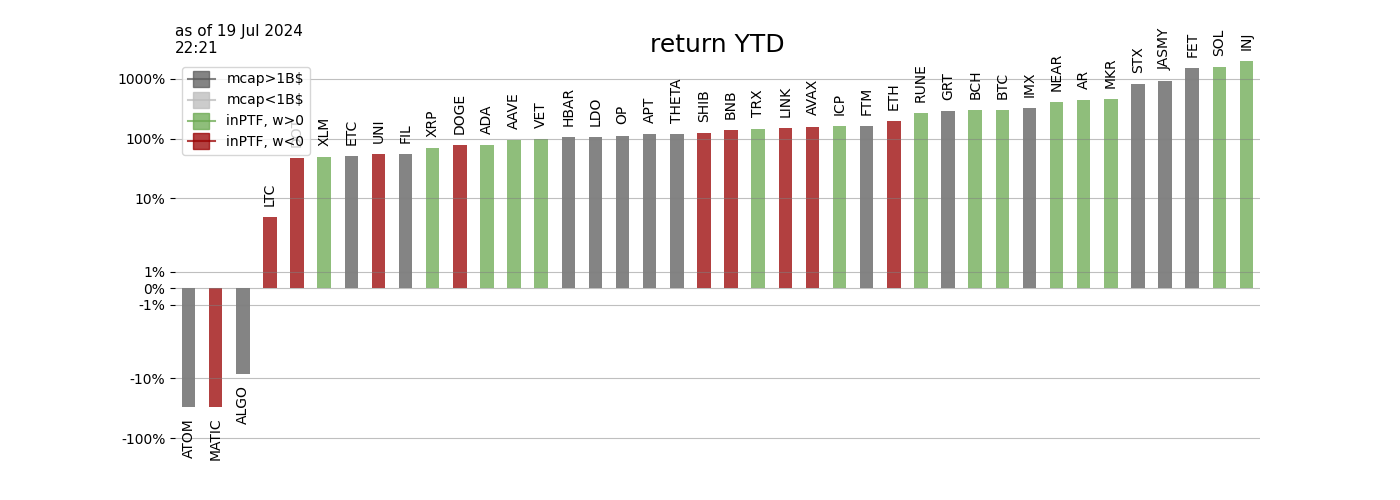 as of 19 Jul 2024
22:21
return YTD
mcap>1B$
mcap<1B$
inPTF, w>0
inPTF, w<0
1000%
100%
10%
1%
0%
-1%
-10%
-100%
ATOM
MATIC
ALGO
LTC
XLM
ETC
UNI
FIL
XRP
DOGE
ADA
AAVE
VET
HBAR
LDO
OP
APT
THETA
SHIB
BNB
TRX
LINK
AVAX
ICP
FTM
ETH
RUNE
GRT
BCH
BTC
IMX
NEAR
AR
MKR
STX
JASMY
FET
SOL
INJ